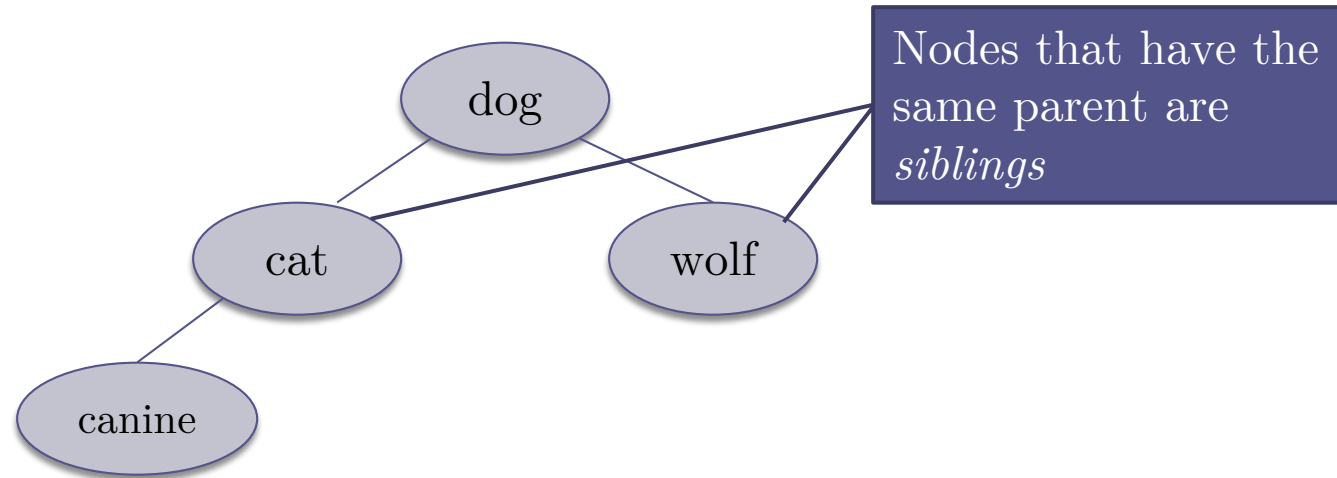 Nodes that have the
same parent are
siblings
dog
cat
wolf
canine